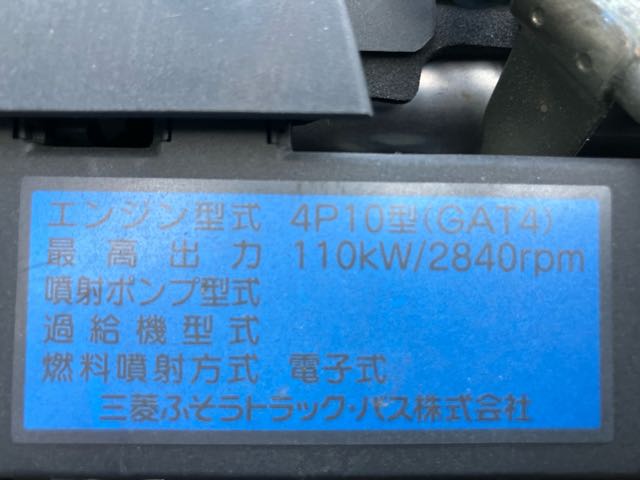 エンジン型式 4P10型(GAT4)
最高出力 110kW/2840rpm
噴射ポンプ型式
過給機型式
燃料噴射方式 電子式
三菱ふそうトラック・バス株式会社